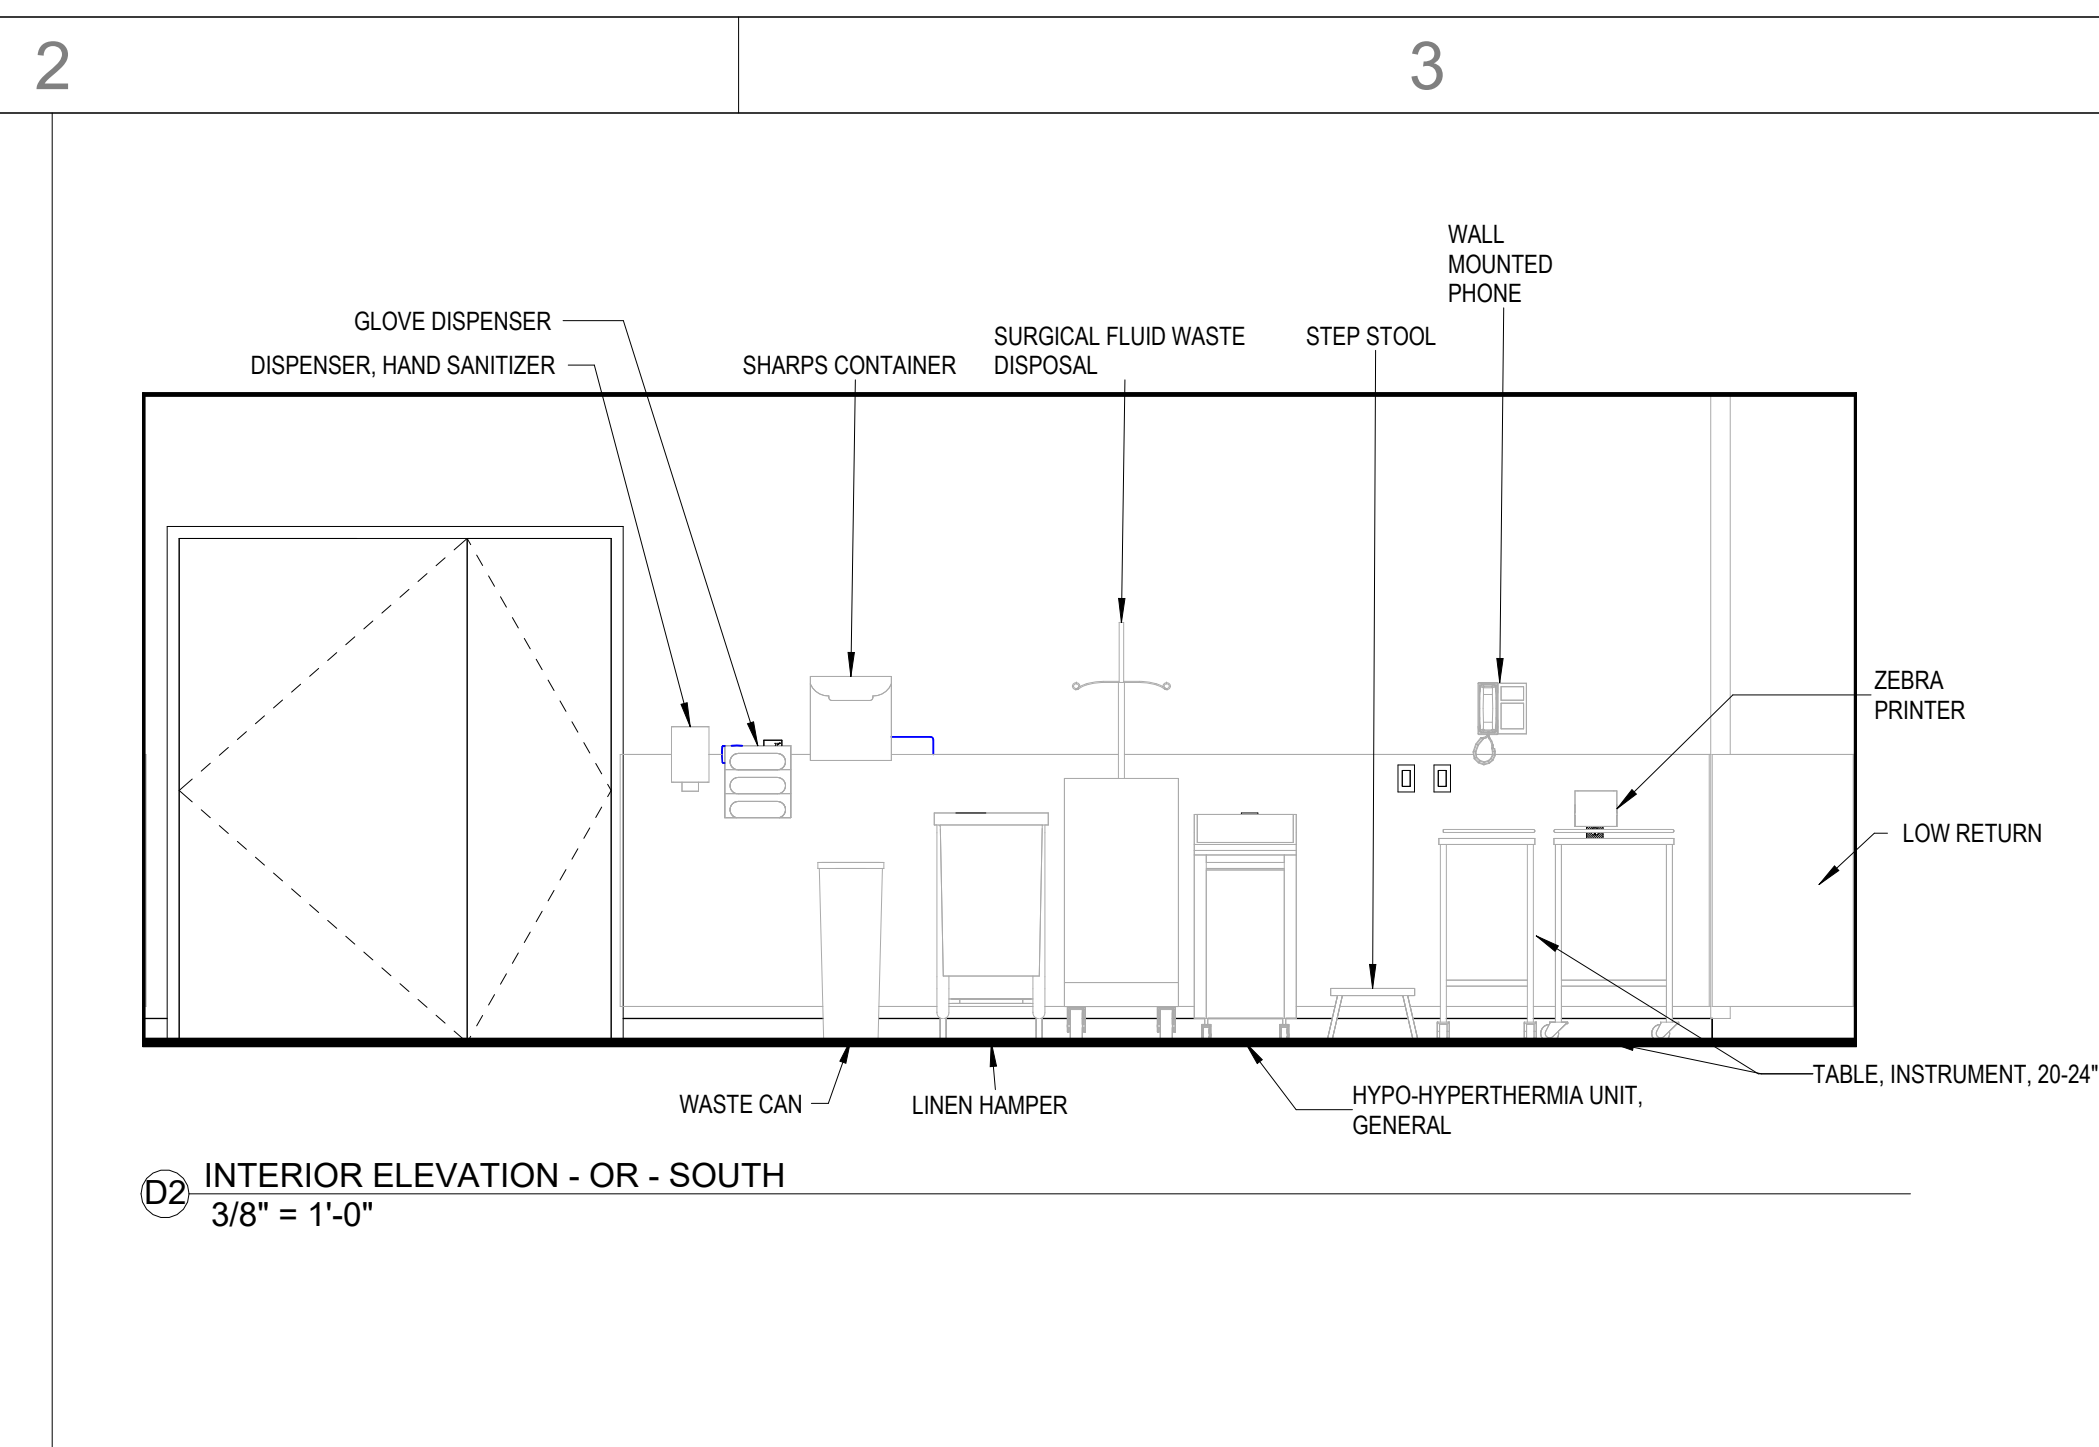 2
3
WALL
MOUNTED
PHONE
GLOVE DISPENSER
SURGICAL FLUID WASTE
DISPOSAL
STEP STOOL
DISPENSER, HAND SANITIZER
SHARPS CONTAINER
ZEBRA
PRINTER
LOW RETURN
TABLE, INSTRUMENT, 20-24"
WASTE CAN
LINEN HAMPER
HYPO-HYPERTHERMIA UNIT,
GENERAL
D2
INTERIOR ELEVATION - OR - SOUTH
3/8" = 1'-0"